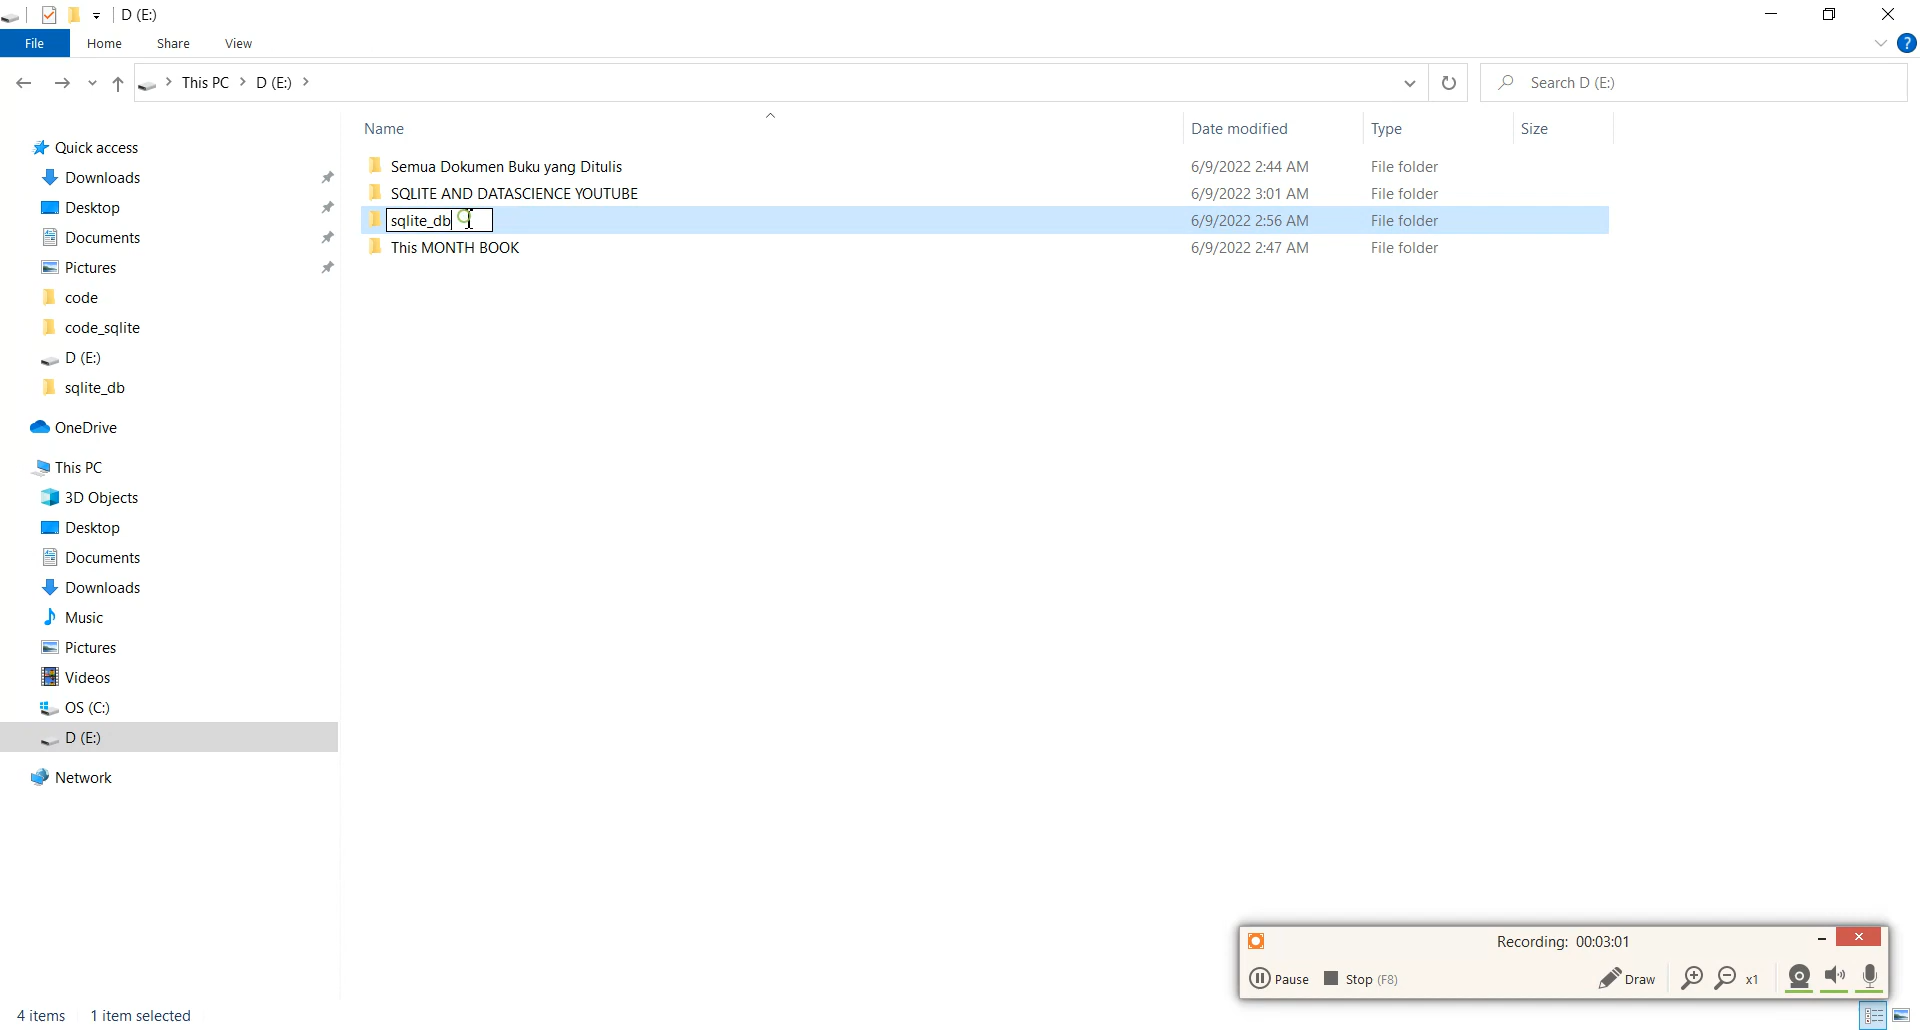 D (E:)
File Home Share View
This PC D (E:)
Search D (E:)
Name Date modified Type Size
Quick access
Downloads
Desktop
Documents
Pictures
code
code_sqlite
D (E:)
sqlite_db
OneDrive
This PC
3D Objects
Desktop
Documents
Downloads
Music
Pictures
Videos
OS (C:)
D (E:)
Network
Semua Dokumen Buku yang Ditulis 6/9/2022 2:44 AM File folder
SQLITE AND DATASCIENCE YOUTUBE 6/9/2022 3:01 AM File folder
sqlite_db 6/9/2022 2:56 AM File folder
This MONTH BOOK 6/9/2022 2:47 AM File folder
Recording: 00:03:01
Pause Stop (F8) Draw x1
4 items 1 item selected